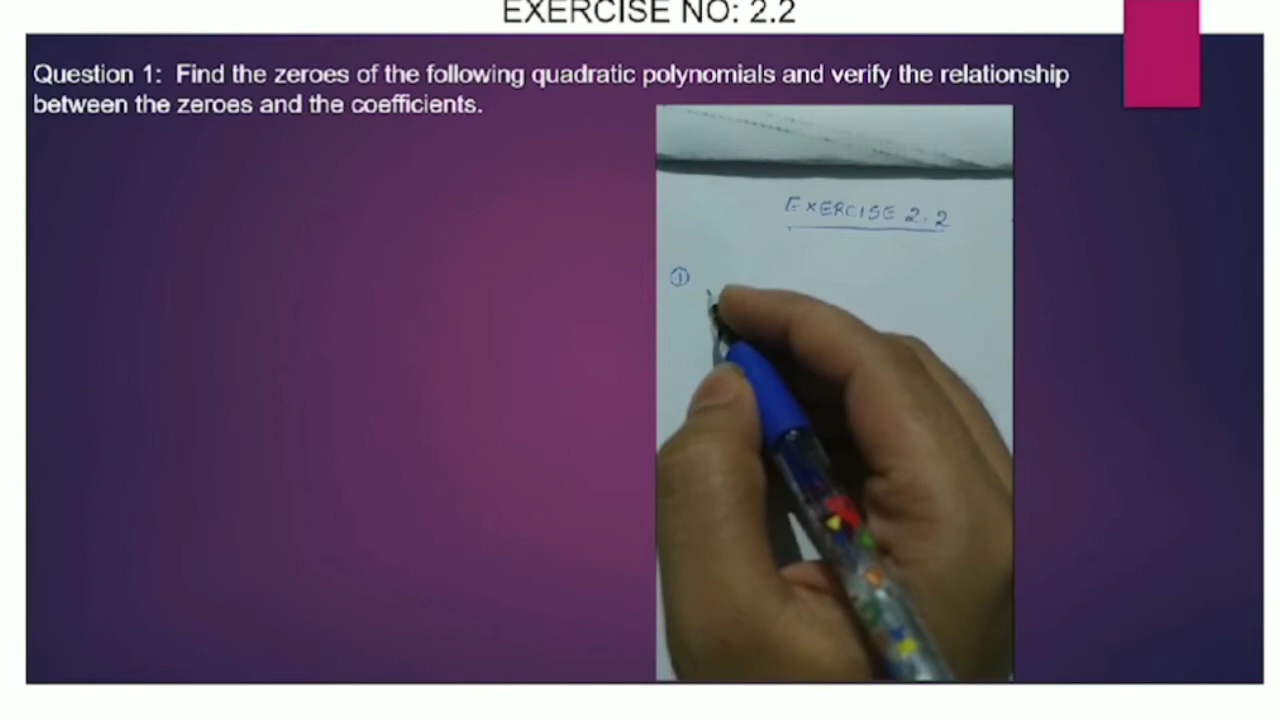 EXERCISE NO: 2.2
Question 1: Find the zeroes of the following quadratic polynomials and verify the relationship
between the zeroes and the coefficients.
EXERCISE 2.2
①